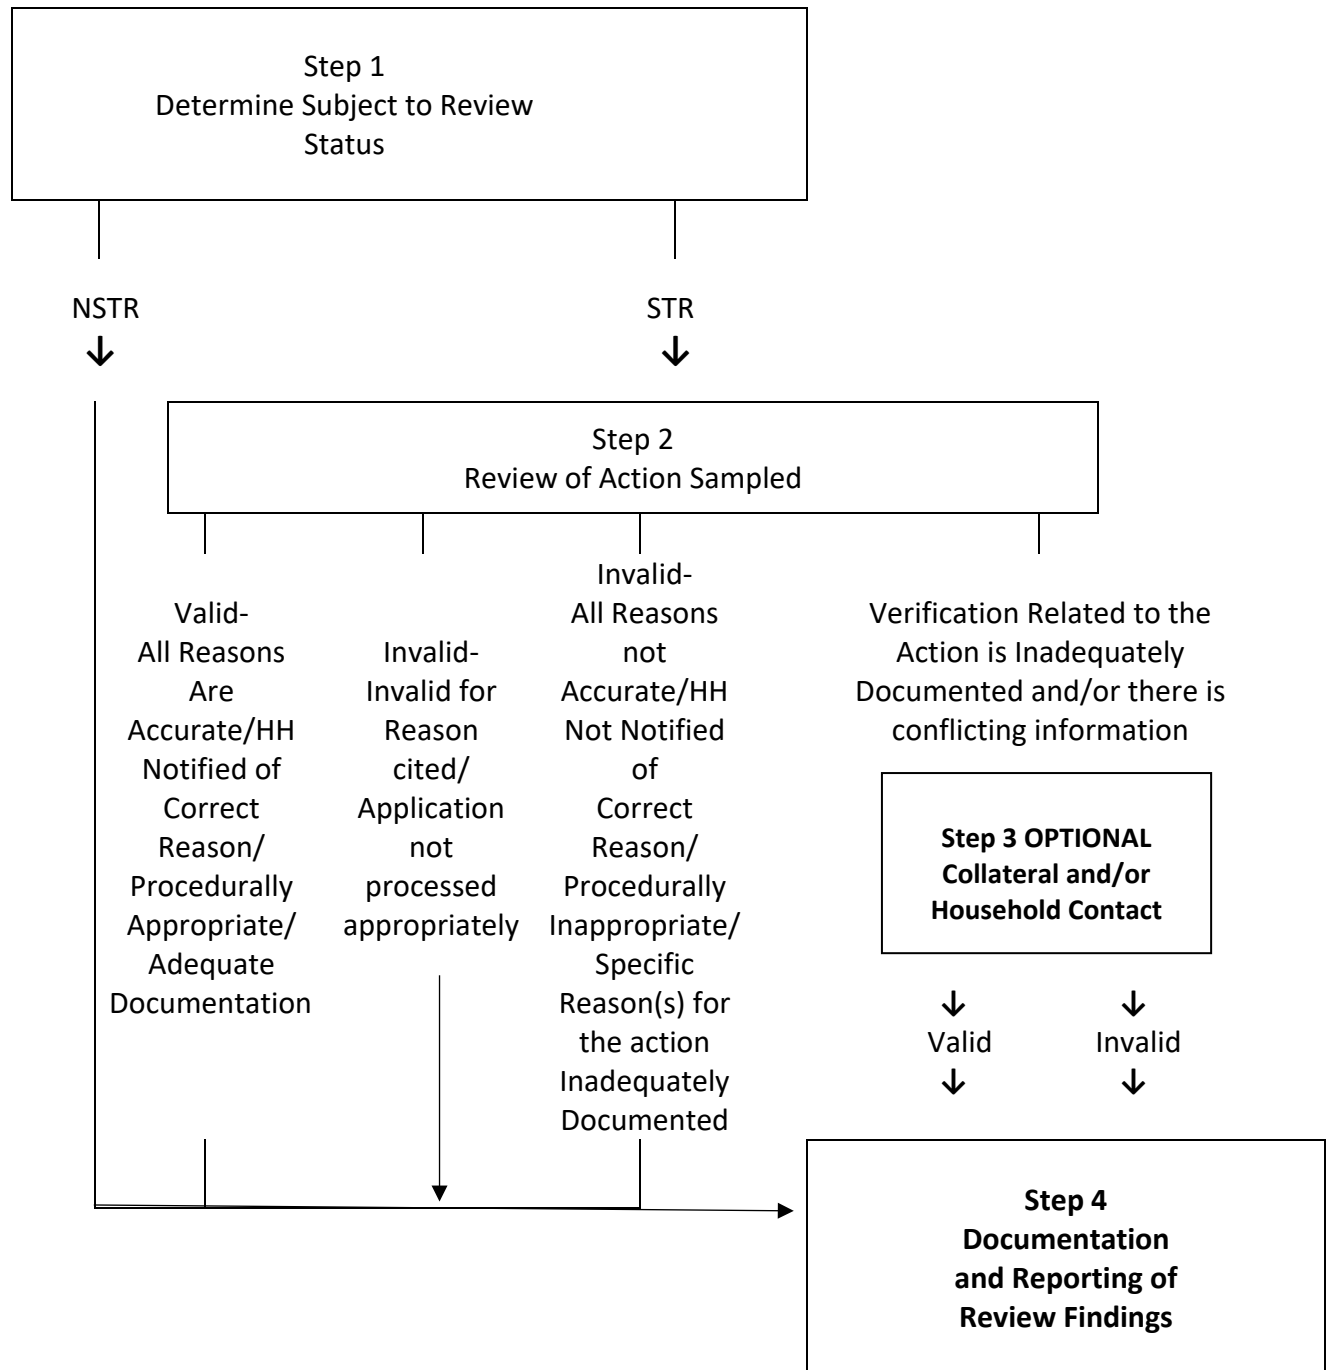 Step 1
Determine Subject to Review
Status
NSTR
STR
Step 2
Review of Action Sampled
Valid-
All Reasons
Are
Accurate/HH
Notified of
Correct
Reason/
Procedurally
Appropriate/
Adequate
Documentation
Invalid-
Invalid for
Reason
cited/
Application
not
processed
appropriately
Invalid-
All Reasons
not
Accurate/HH
Not Notified
of
Correct
Reason/
Procedurally
Inappropriate/
Specific
Reason(s) for
the action
Inadequately
Documented
Verification Related to the
Action is Inadequately
Documented and/or there is
conflicting information
Step 3 OPTIONAL
Collateral and/or
Household Contact
Valid
Invalid
Step 4
Documentation
and Reporting of
Review Findings